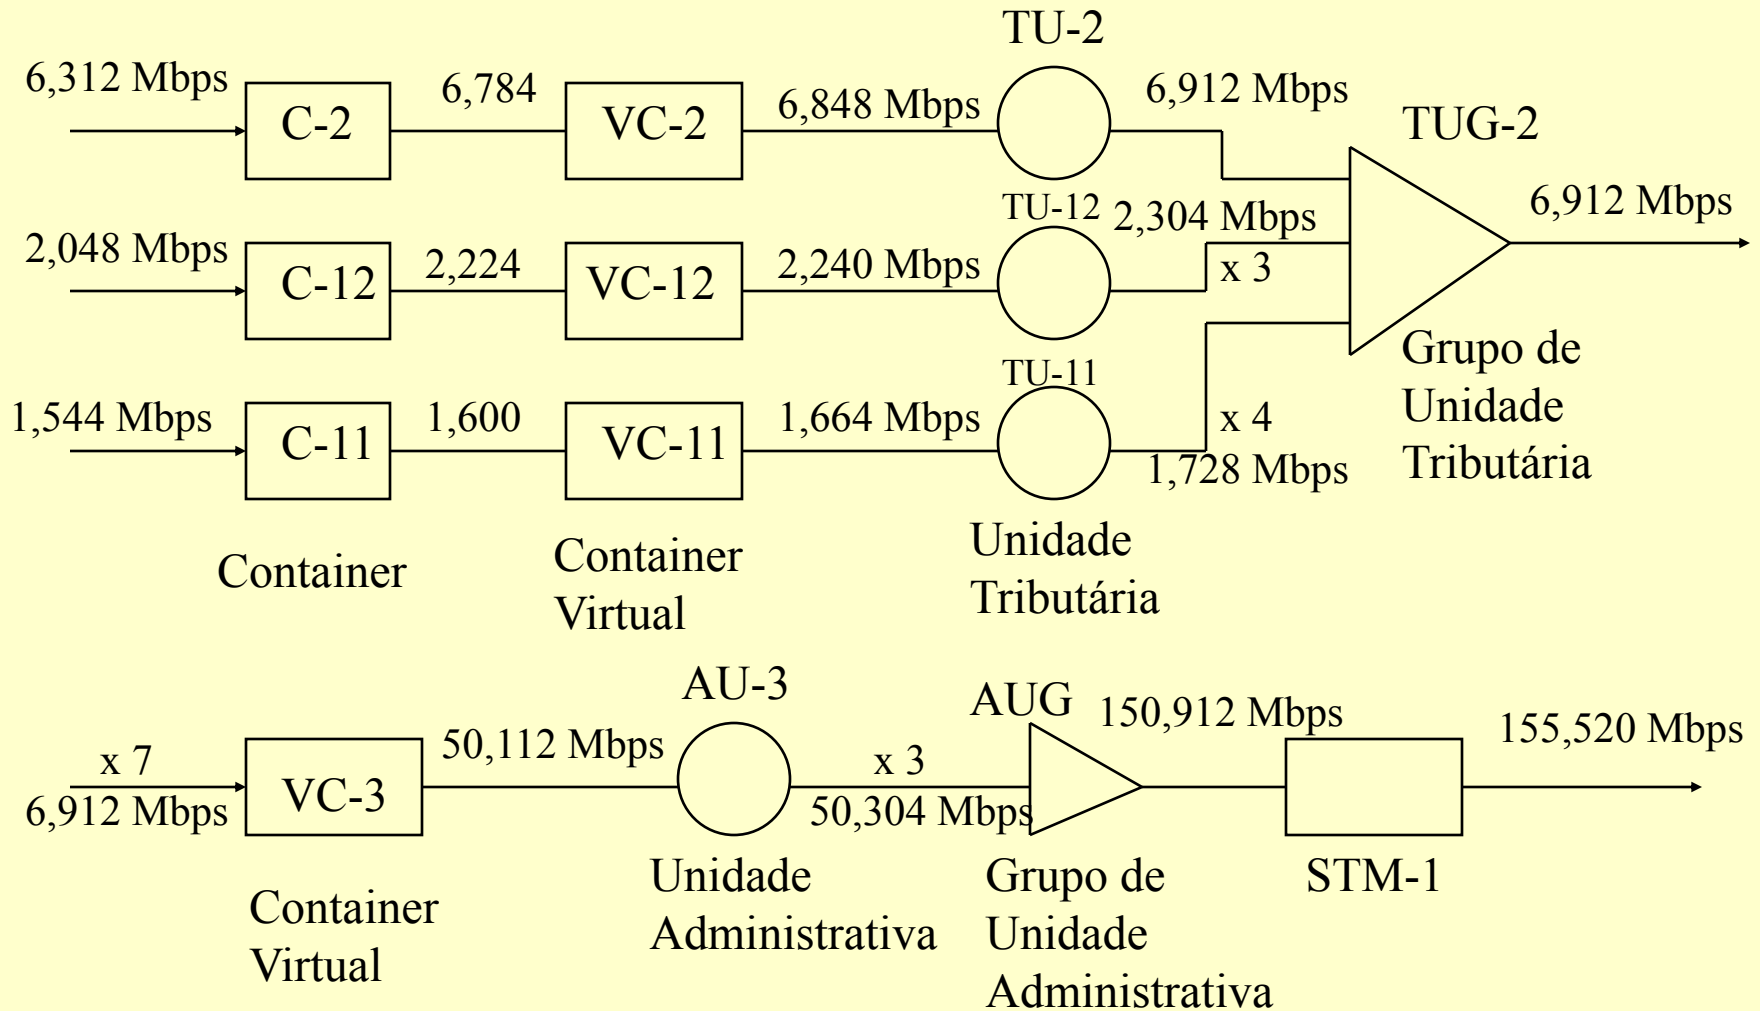 TU-2
6,312 Mbps
C-2
6,784
VC-2
6,848 Mbps
6,912 Mbps
TUG-2
2,048 Mbps
C-12
2,224
VC-12
2,240 Mbps
TU-12
2,304 Mbps
x 3
6,912 Mbps
1,544 Mbps
C-11
1,600
VC-11
1,664 Mbps
TU-11
x 4
1,728 Mbps
Grupo de
Unidade
Tributária
Container
Container
Virtual
Unidade
Tributária
x 7
6,912 Mbps
VC-3
50,112 Mbps
AU-3
x 3
50,304 Mbps
AUG
150,912 Mbps
155,520 Mbps
Container
Virtual
Unidade
Administrativa
Grupo de
Unidade
Administrativa
STM-1